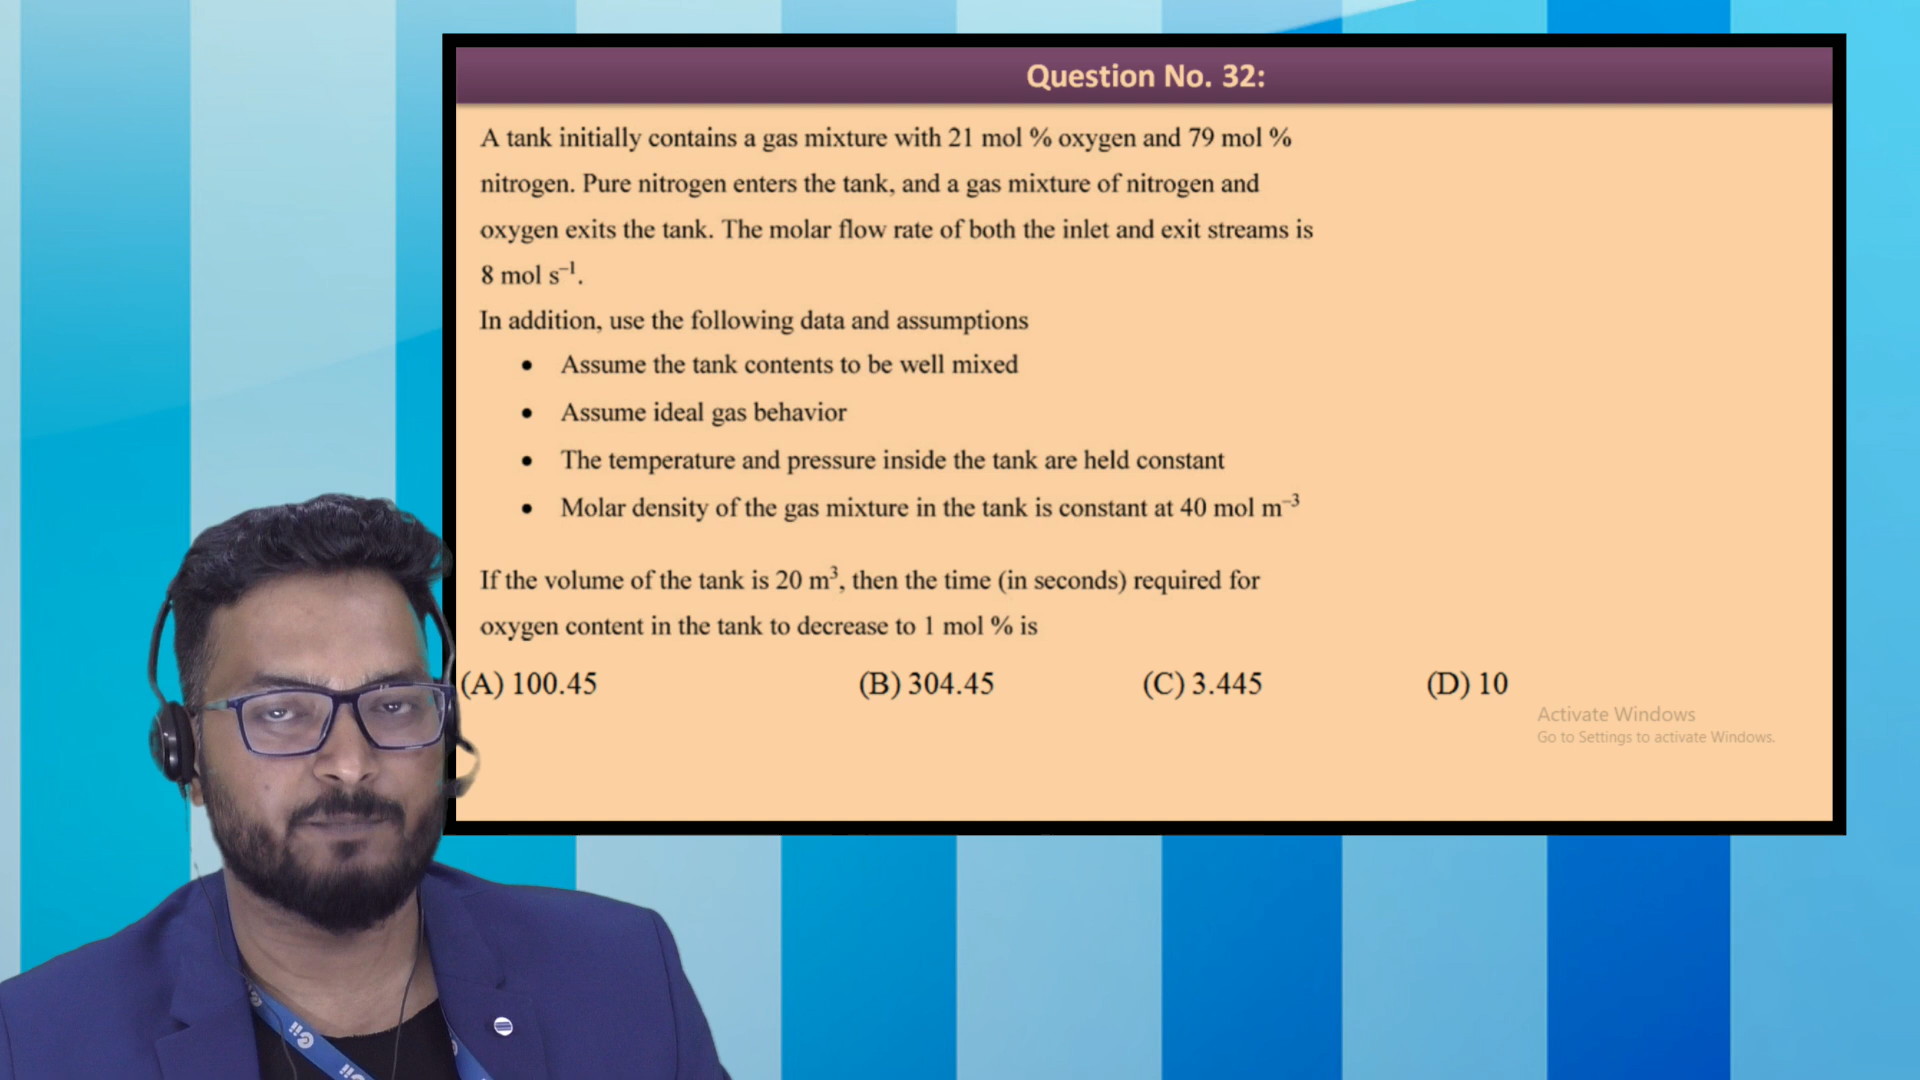 Question No. 32:
A tank initially contains a gas mixture with 21 mol % oxygen and 79 mol %
nitrogen. Pure nitrogen enters the tank, and a gas mixture of nitrogen and
oxygen exits the tank. The molar flow rate of both the inlet and exit streams is
8 mol s⁻¹.
In addition, use the following data and assumptions
• Assume the tank contents to be well mixed
• Assume ideal gas behavior
• The temperature and pressure inside the tank are held constant
• Molar density of the gas mixture in the tank is constant at 40 mol m⁻³
If the volume of the tank is 20 m³, then the time (in seconds) required for
oxygen content in the tank to decrease to 1 mol % is
(A) 100.45 (B) 304.45 (C) 3.445 (D) 10
Activate Windows
Go to Settings to activate Windows.